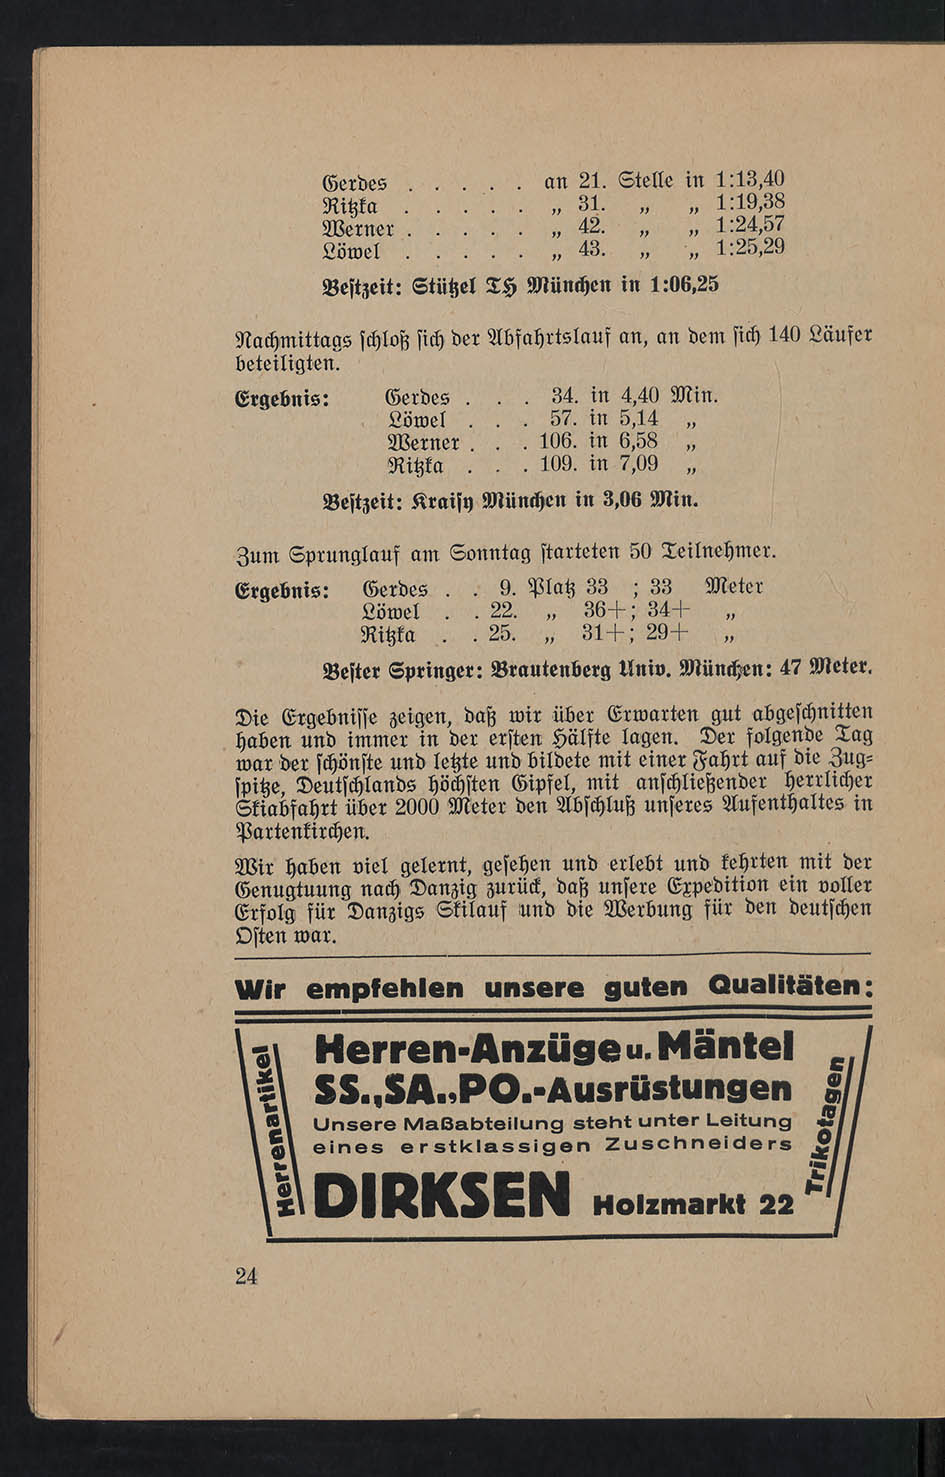 Gerdes . . . . . an 21. Stelle in 1:13,40
Ritzka . . . . . „ 31. „ „ 1:19,38
Werner . . . . . „ 42. „ „ 1:24,57
Löwel . . . . . „ 43. „ „ 1:25,29
Bestzeit: Stützel TH München in 1:06,25
Nachmittags schloß sich der Abfahrtslauf an, an dem sich 140 Läufer
beteiligten.
Ergebnis: Gerdes . . . 34. in 4,40 Min.
Löwel . . . 57. in 5,14 „
Werner . . . 106. in 6,58 „
Ritzka . . . 109. in 7,09 „
Bestzeit: Kraisy München in 3,06 Min.
Zum Sprunglauf am Sonntag starteten 50 Teilnehmer.
Ergebnis: Gerdes . . 9. Platz 33 ; 33 Meter
Löwel . . 22. „ 36+; 34+ „
Ritzka . . 25. „ 31+; 29+ „
Bester Springer: Brautenberg Univ. München: 47 Meter.
Die Ergebnisse zeigen, daß wir über Erwarten gut abgeschnitten
haben und immer in der ersten Hälfte lagen. Der folgende Tag
war der schönste und letzte und bildete mit einer Fahrt auf die Zug-
spitze, Deutschlands höchsten Gipfel, mit anschließender herrlicher
Skiabfahrt über 2000 Meter den Abschluß unseres Aufenthaltes in
Partenkirchen.
Wir haben viel gelernt, gesehen und erlebt und kehrten mit der
Genugtuung nach Danzig zurück, daß unsere Expedition ein voller
Erfolg für Danzigs Skilauf und die Werbung für den deutschen
Osten war.
Wir empfehlen unsere guten Qualitäten:
Herrenartikel
Herren-Anzüge u. Mäntel
SS.,SA.,PO.-Ausrüstungen
Unsere Maßabteilung steht unter Leitung
eines erstklassigen Zuschneiders
DIRKSEN Holzmarkt 22
Trikotagen
24